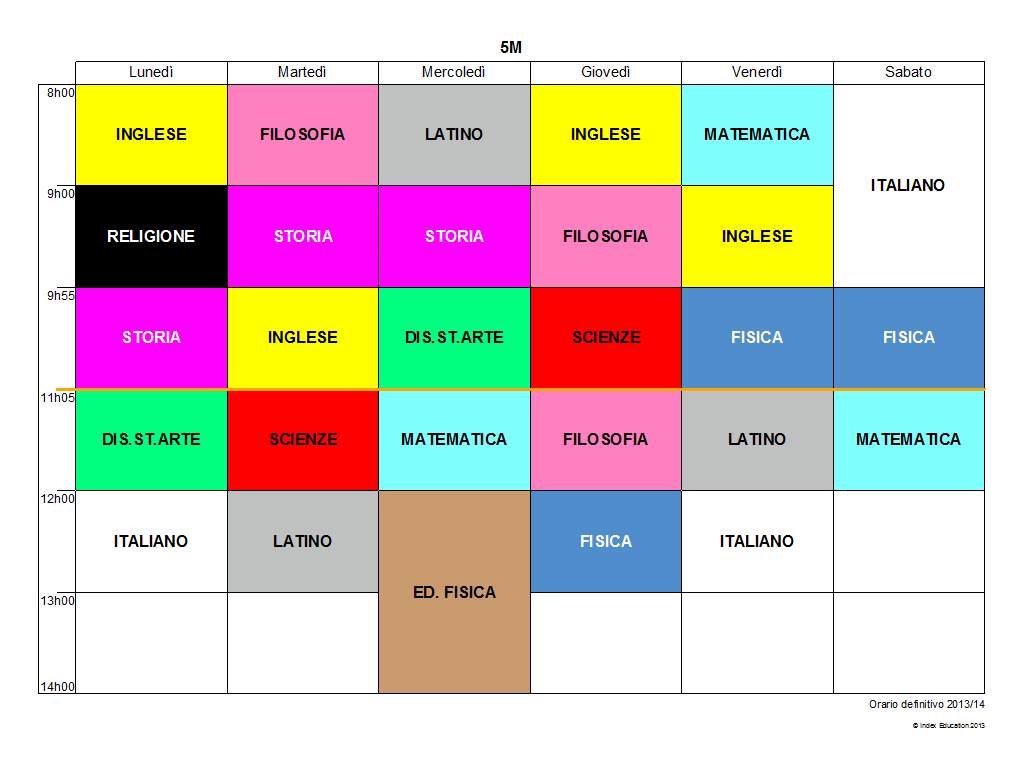 5M
Lunedì Martedì Mercoledì Giovedì Venerdì Sabato
8h00
INGLESE FILOSOFIA LATINO INGLESE MATEMATICA
ITALIANO
9h00
RELIGIONE STORIA STORIA FILOSOFIA INGLESE
9h55
STORIA INGLESE DIS.ST.ARTE SCIENZE FISICA FISICA
11h05
DIS.ST.ARTE SCIENZE MATEMATICA FILOSOFIA LATINO MATEMATICA
12h00
ITALIANO LATINO FISICA ITALIANO
ED. FISICA
13h00
14h00
Orario definitivo 2013/14
© Index Education 2013